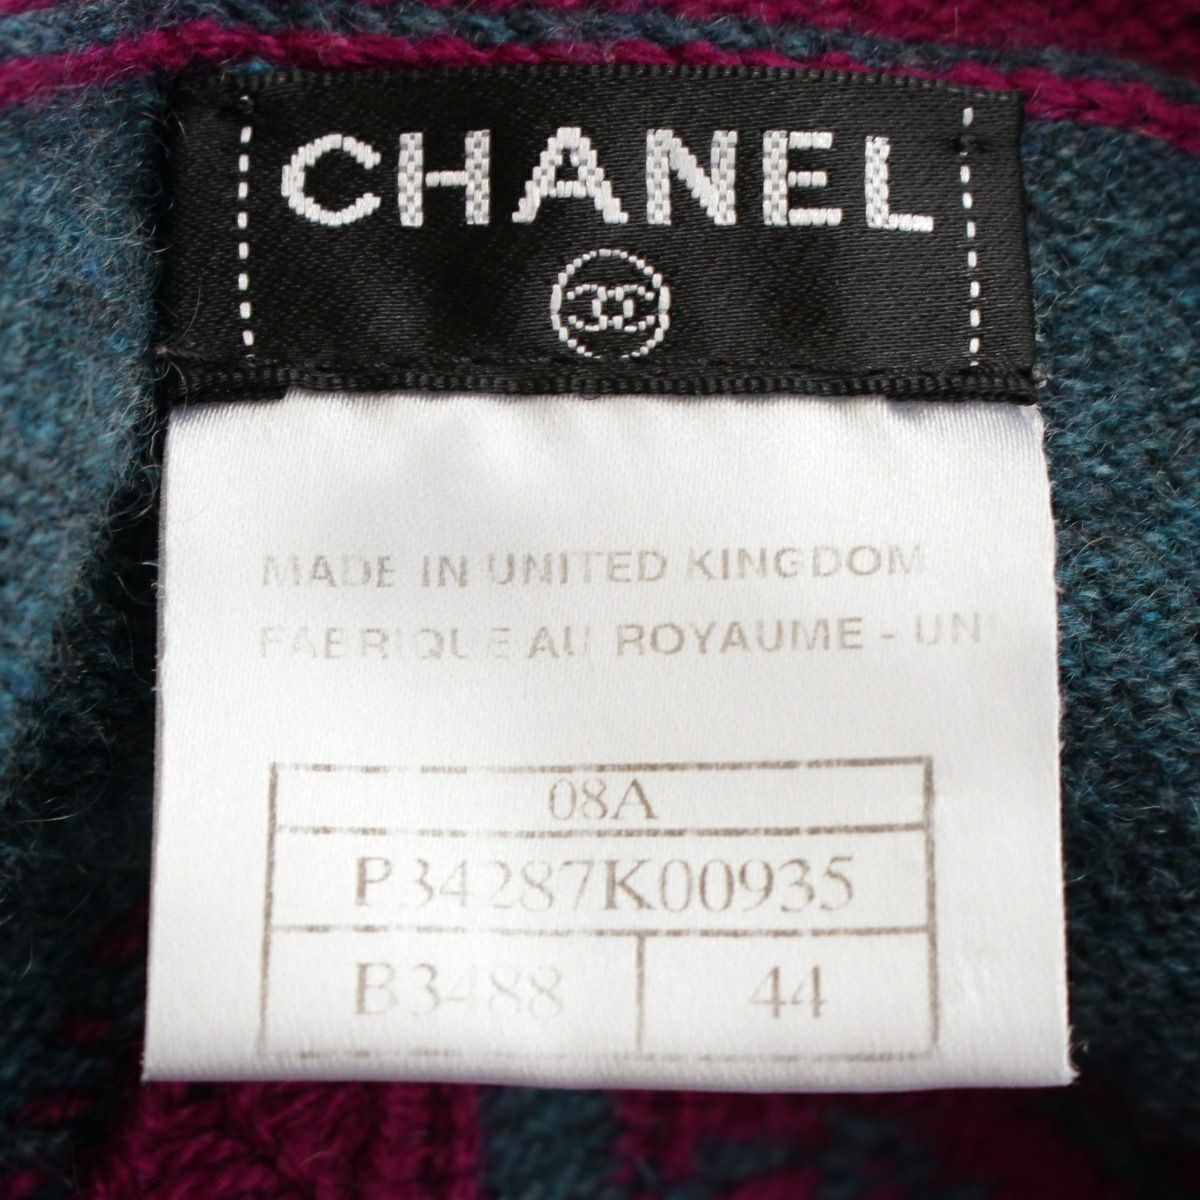 CHANEL
MADE IN UNITED KINGDOM
FABRIQUE AU ROYAUME - UNI
08A
P34287K00935
B3488 44